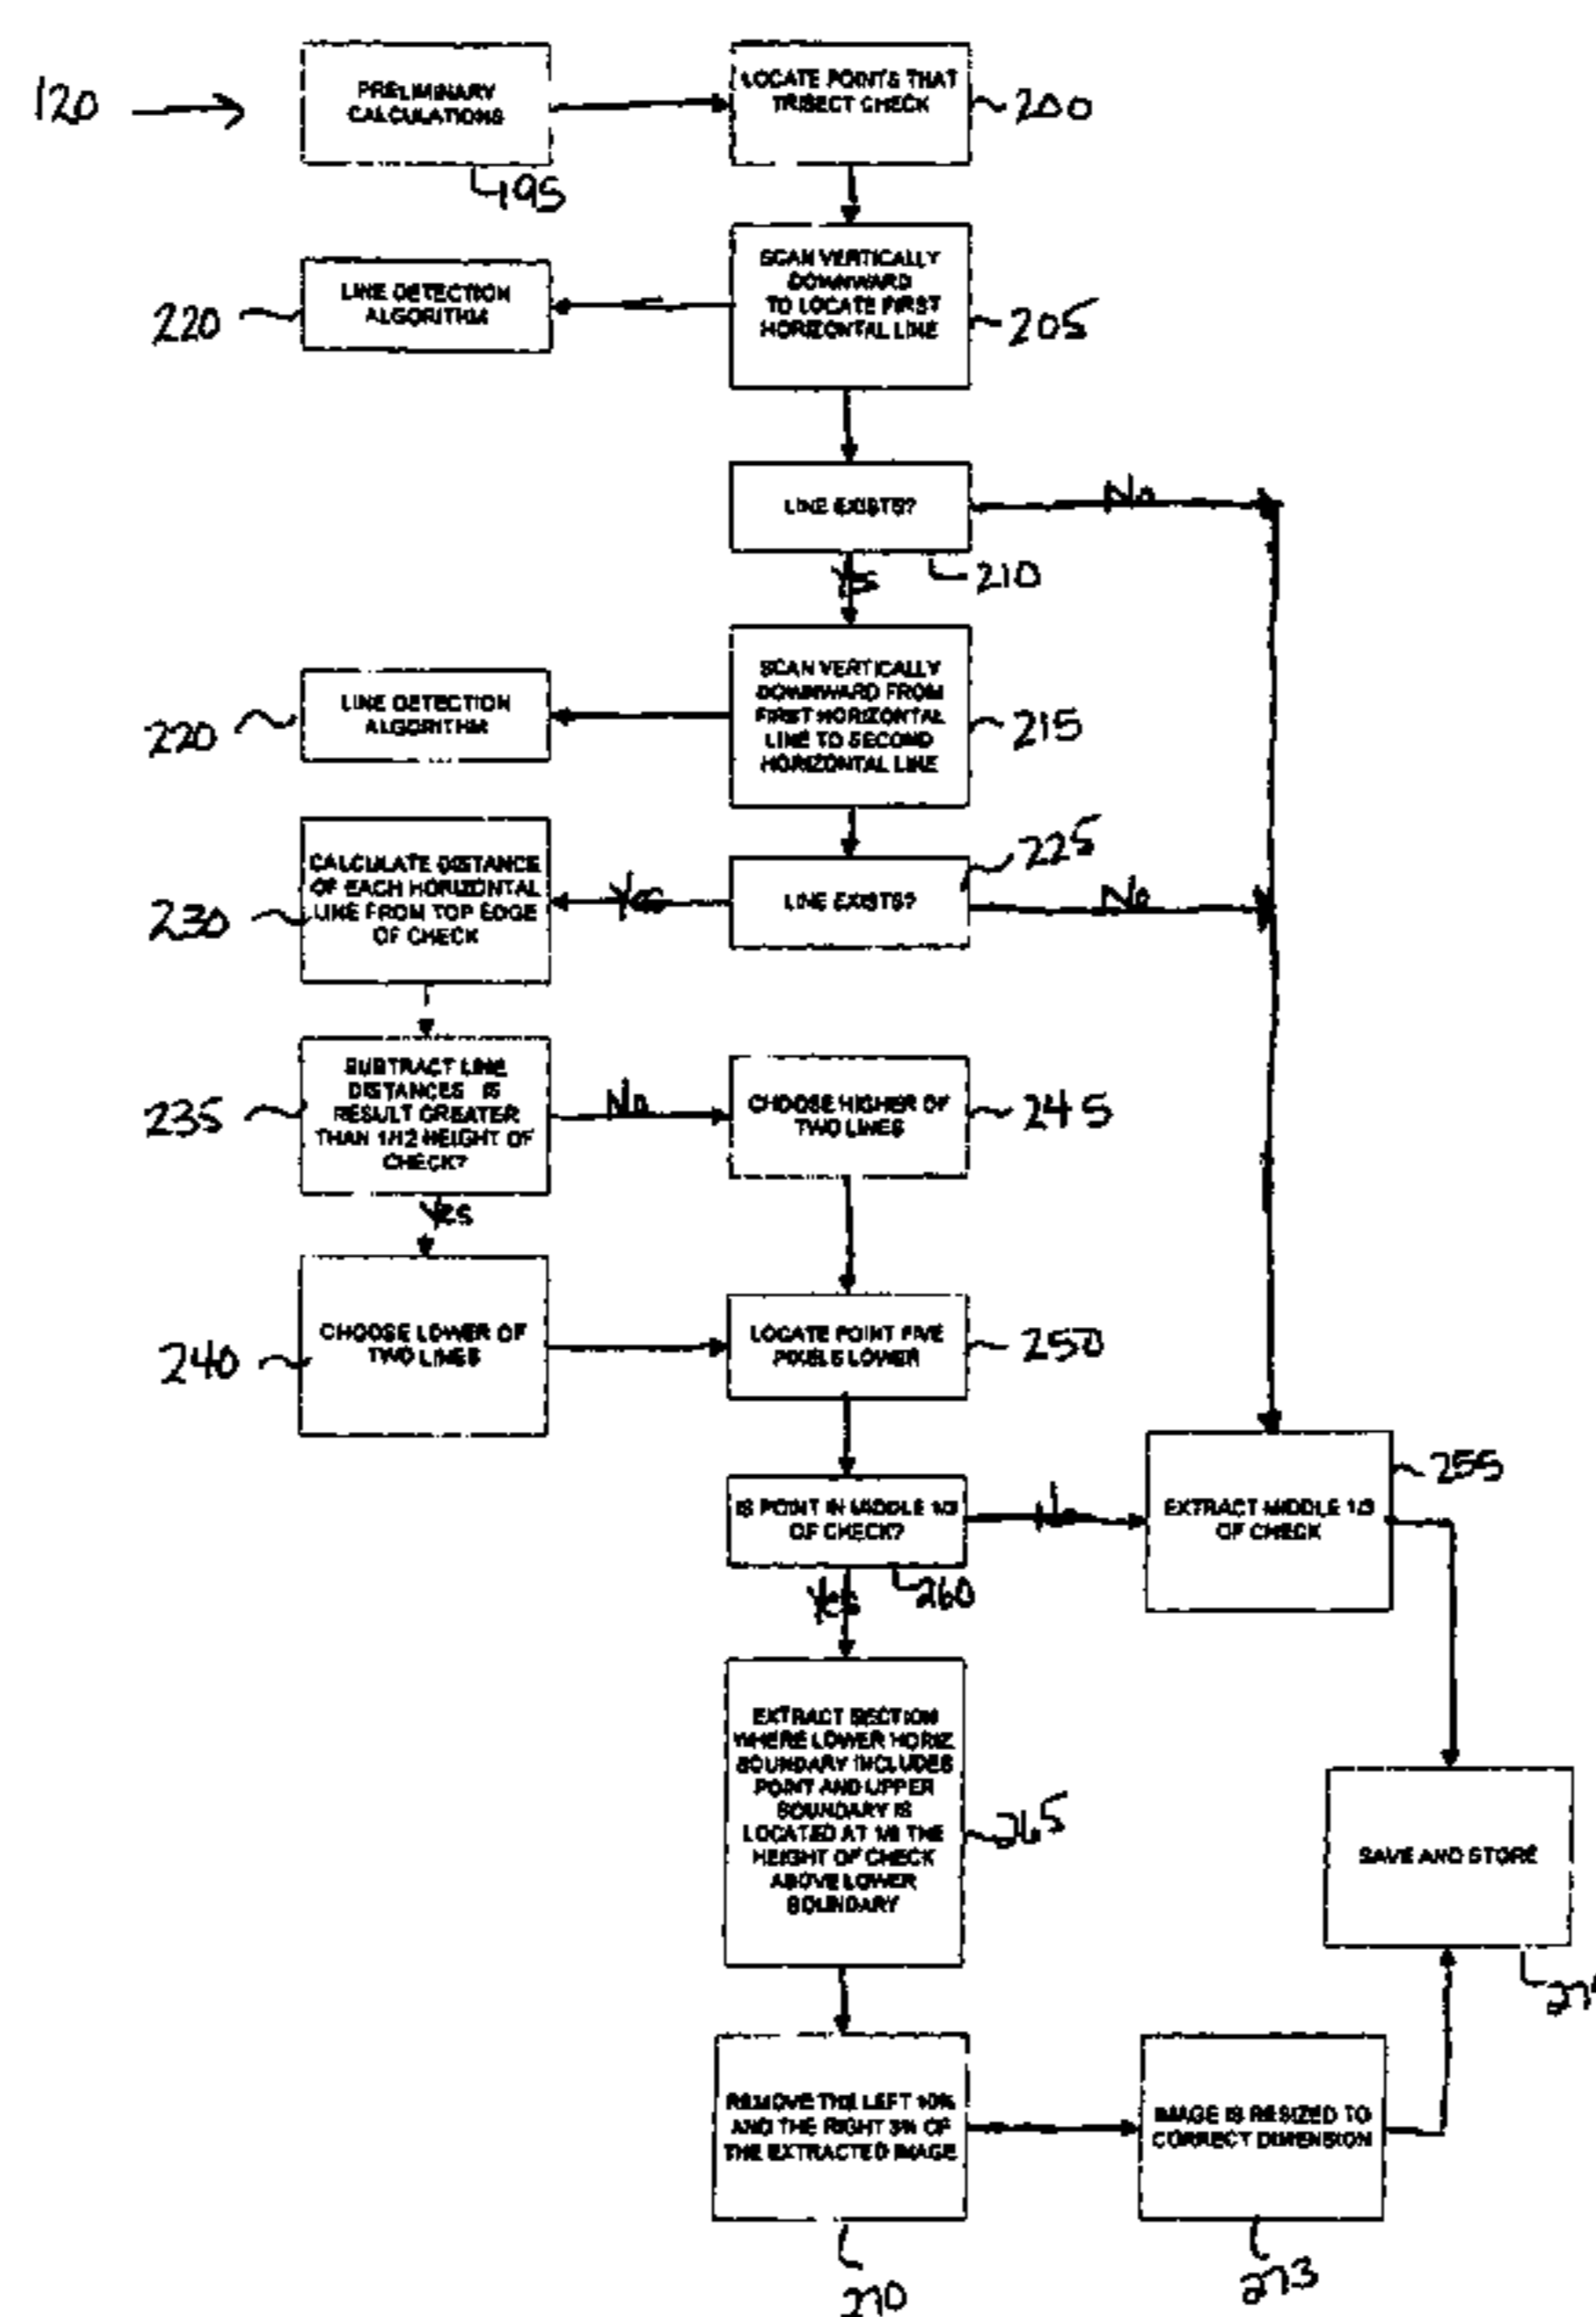 120
PRELIMINARY
CALCULATIONS
195
LOCATE POINTS THAT
TRISECT CHECK
200
SCAN VERTICALLY
DOWNWARD
TO LOCATE FIRST
HORIZONTAL LINE
205
LINE DETECTION
ALGORITHM
220
LINE EXISTS?
No
210
Yes
SCAN VERTICALLY
DOWNWARD FROM
FIRST HORIZONTAL
LINE TO SECOND
HORIZONTAL LINE
215
LINE DETECTION
ALGORITHM
220
LINE EXISTS?
225
No
Yes
CALCULATE DISTANCE
OF EACH HORIZONTAL
LINE FROM TOP EDGE
OF CHECK
230
SUBTRACT LINE
DISTANCES IS
RESULT GREATER
THAN 1/12 HEIGHT OF
CHECK?
235
No
Yes
CHOOSE HIGHER OF
TWO LINES
245
CHOOSE LOWER OF
TWO LINES
240
LOCATE POINT FIVE
PIXELS LOWER
250
IS POINT IN MIDDLE 1/3
OF CHECK?
260
No
Yes
EXTRACT MIDDLE 1/3
OF CHECK
255
EXTRACT SECTION
WHERE LOWER HORIZ
BOUNDARY INCLUDES
POINT AND UPPER
BOUNDARY IS
LOCATED AT THE
HEIGHT OF CHECK
ABOVE LOWER
BOUNDARY
265
SAVE AND STORE
REMOVE THE LEFT 10%
AND THE RIGHT 3% OF
THE EXTRACTED IMAGE
270
IMAGE IS RESIZED TO
CORRECT DIMENSION
273